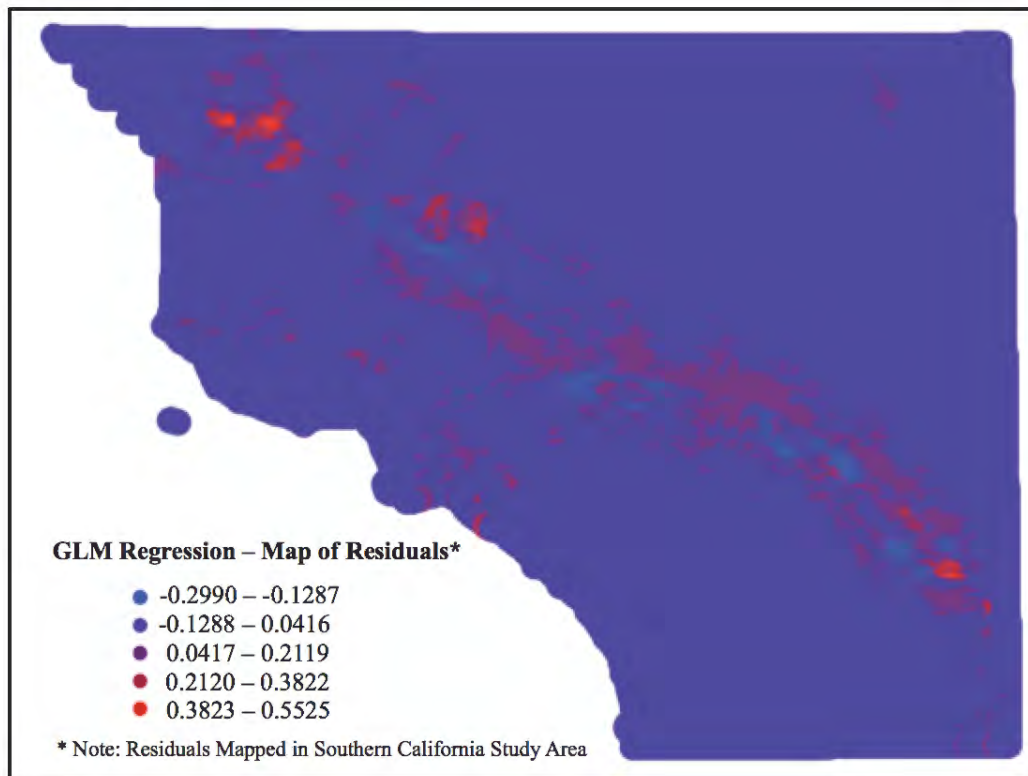 GLM Regression – Map of Residuals*
-0.2990 – -0.1287
-0.1288 – 0.0416
0.0417 – 0.2119
0.2120 – 0.3822
0.3823 – 0.5525
* Note: Residuals Mapped in Southern California Study Area